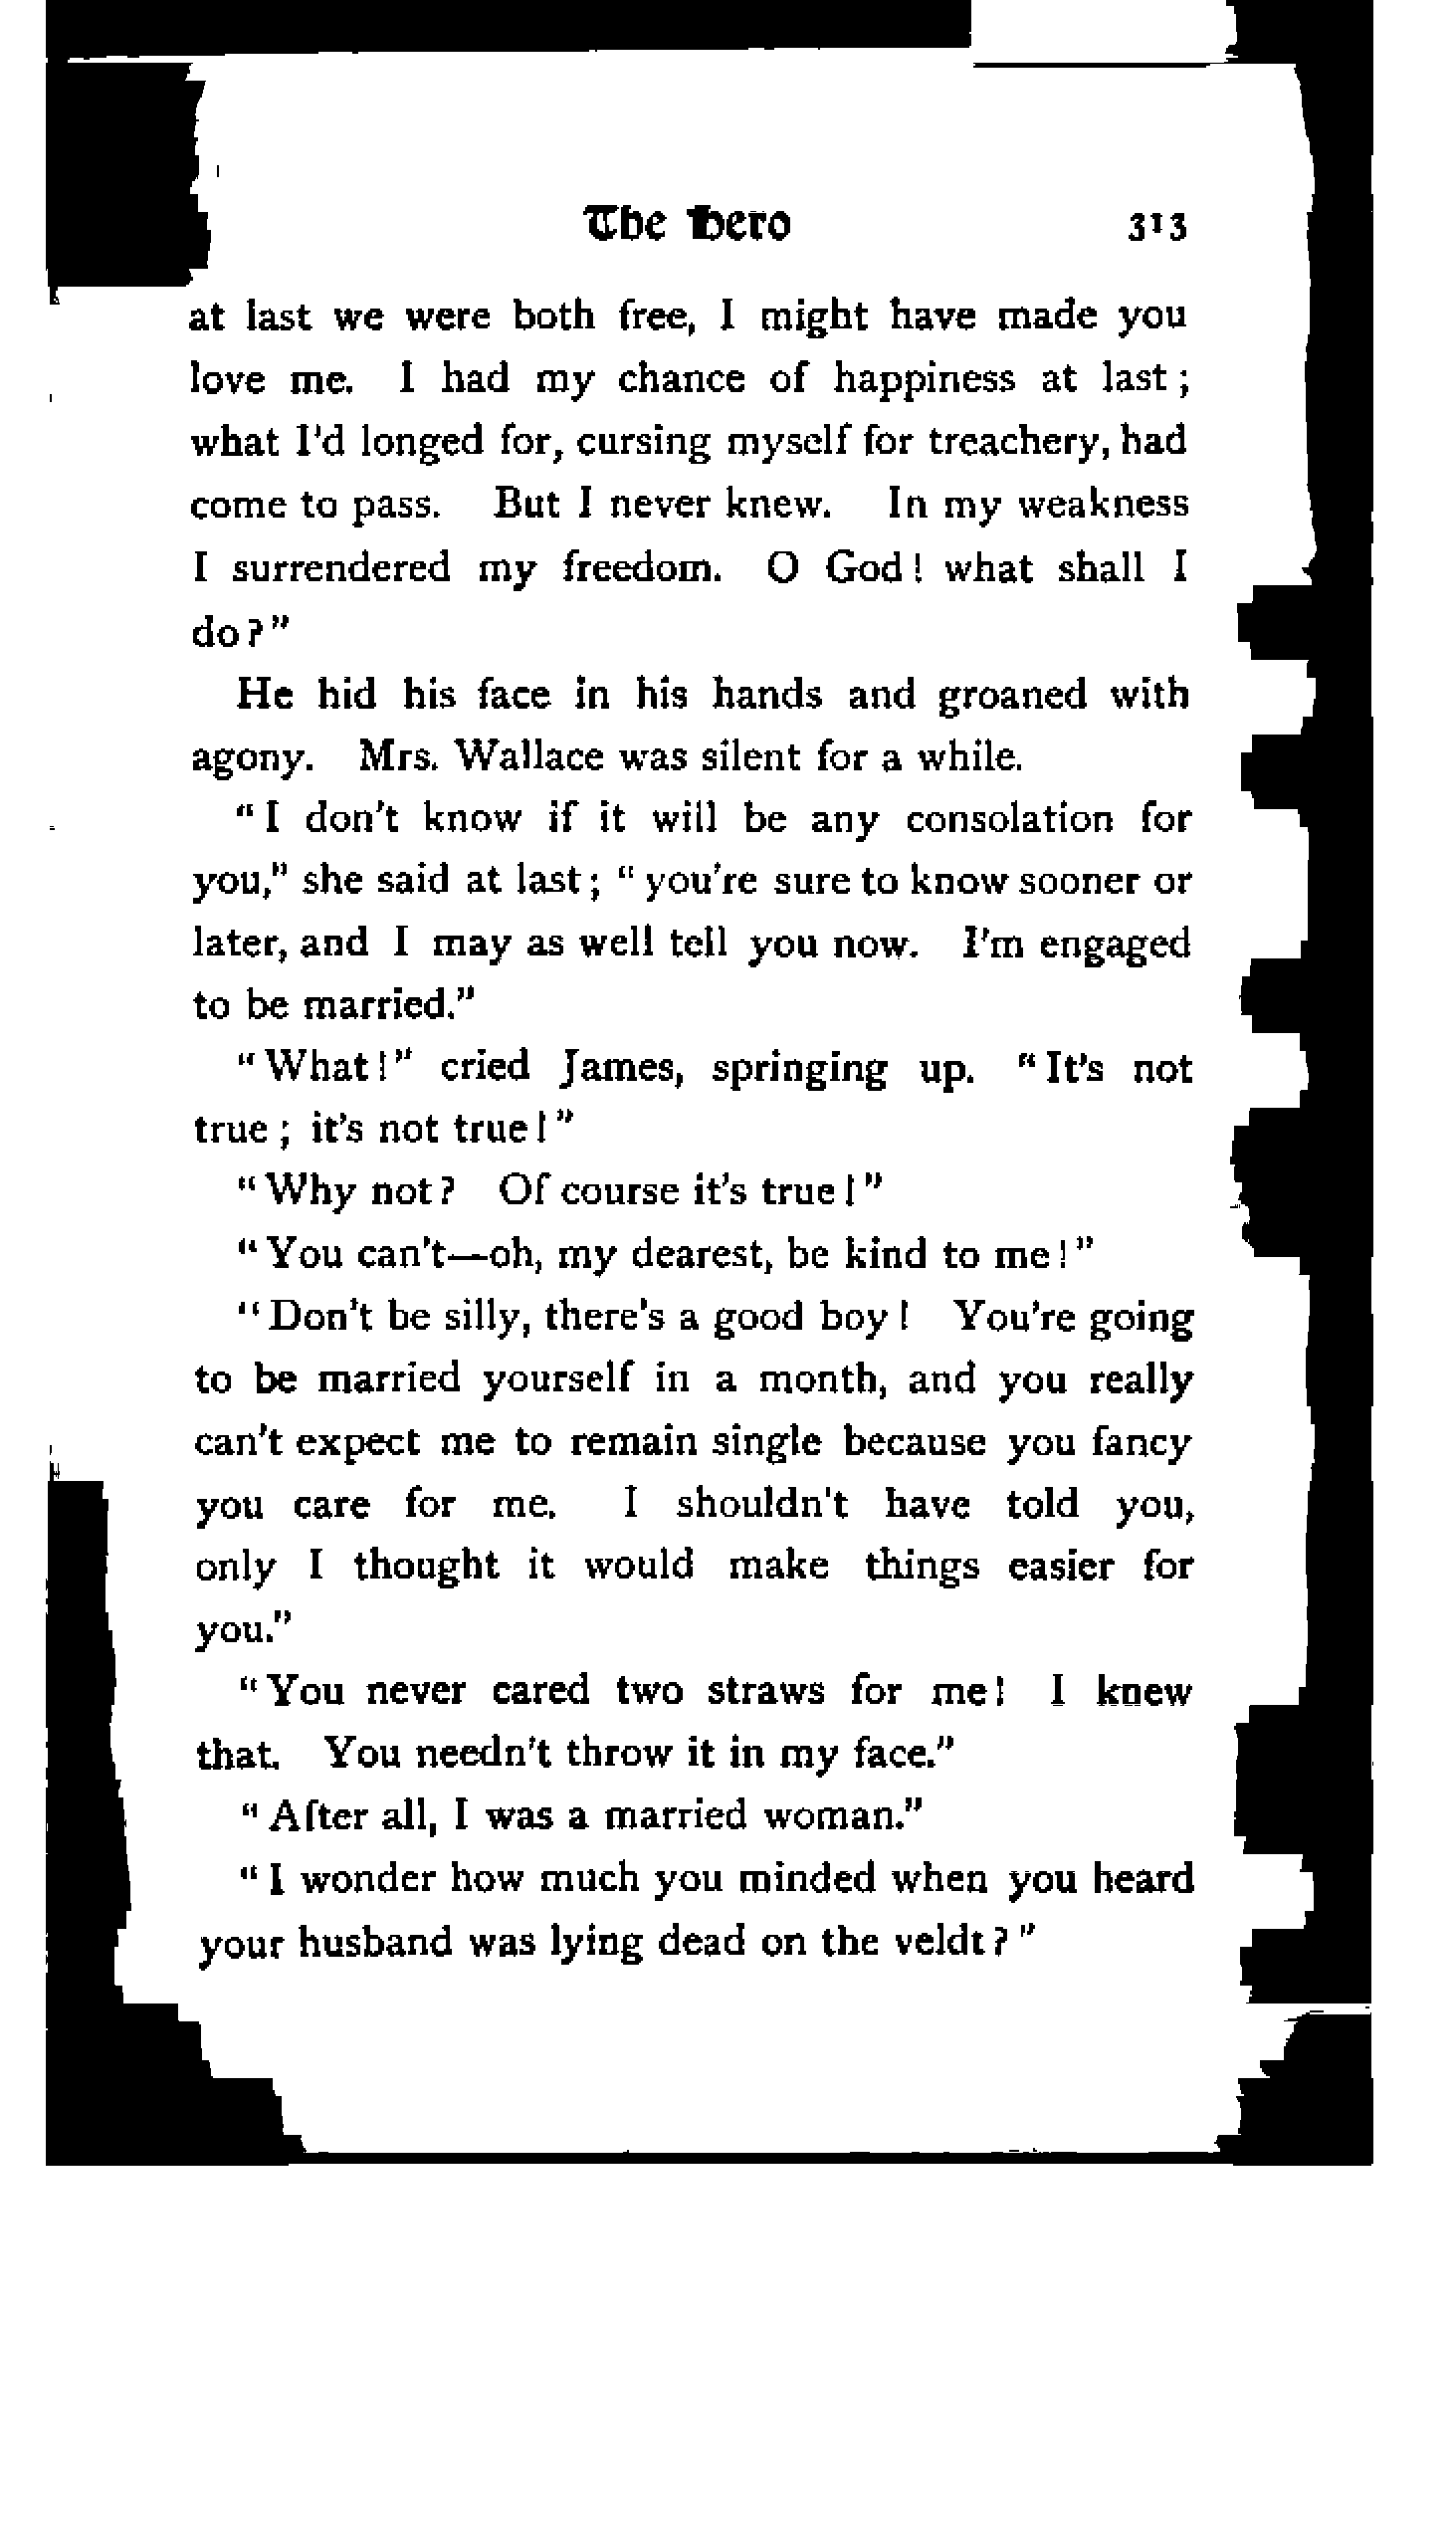 The Hero 313
at last we were both free, I might have made you
love me. I had my chance of happiness at last;
what I'd longed for, cursing myself for treachery, had
come to pass. But I never knew. In my weakness
I surrendered my freedom. O God! what shall I
do?"
He hid his face in his hands and groaned with
agony. Mrs. Wallace was silent for a while.
"I don't know if it will be any consolation for
you," she said at last; "you're sure to know sooner or
later, and I may as well tell you now. I'm engaged
to be married."
"What!" cried James, springing up. "It's not
true; it's not true!"
"Why not? Of course it's true!"
"You can't—oh, my dearest, be kind to me!"
"Don't be silly, there's a good boy! You're going
to be married yourself in a month, and you really
can't expect me to remain single because you fancy
you care for me. I shouldn't have told you,
only I thought it would make things easier for
you."
"You never cared two straws for me! I knew
that. You needn't throw it in my face."
"After all, I was a married woman."
"I wonder how much you minded when you heard
your husband was lying dead on the veldt?"